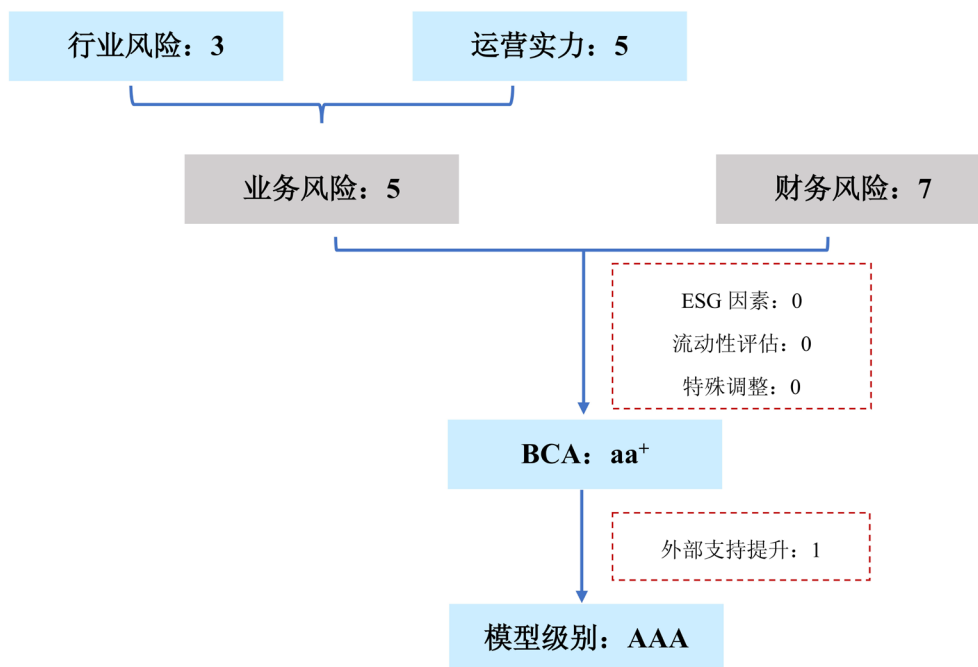 行业风险：3
运营实力：5
业务风险：5
财务风险：7
ESG 因素：0
流动性评估：0
特殊调整：0
BCA：aa⁺
外部支持提升：1
模型级别：AAA